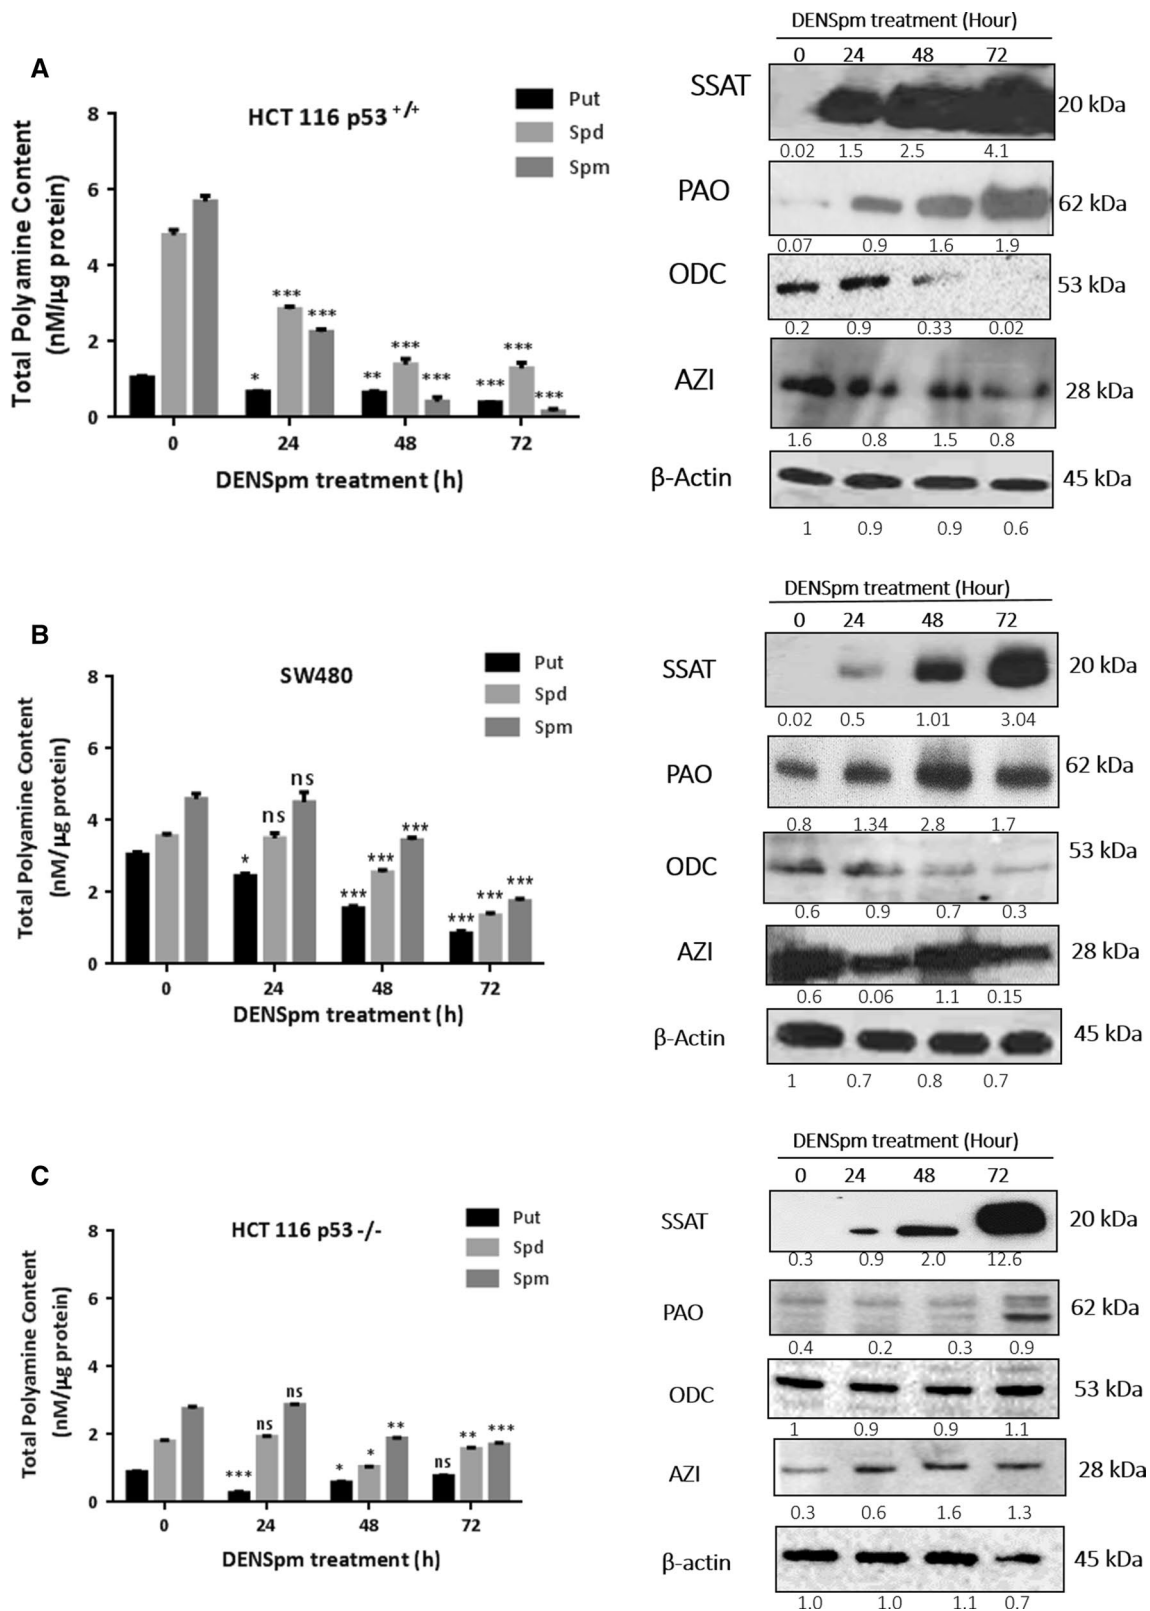 A
HCT 116 p53 +/+
Put
Spd
Spm
Total Polyamine Content
(nM/µg protein)
8
6
4
2
0
*
***
***
**
***
***
***
***
***
0 24 48 72
DENSpm treatment (h)
DENSpm treatment (Hour)
0 24 48 72
SSAT
20 kDa
0.02 1.5 2.5 4.1
PAO
62 kDa
0.07 0.9 1.6 1.9
ODC
53 kDa
0.2 0.9 0.33 0.02
AZI
28 kDa
1.6 0.8 1.5 0.8
β-Actin
45 kDa
1 0.9 0.9 0.6
B
SW480
Put
Spd
Spm
Total Polyamine Content
(nM/µg protein)
8
6
4
2
0
*
ns
ns
***
***
***
***
***
***
0 24 48 72
DENSpm treatment (h)
DENSpm treatment (Hour)
0 24 48 72
SSAT
20 kDa
0.02 0.5 1.01 3.04
PAO
62 kDa
0.8 1.34 2.8 1.7
ODC
53 kDa
0.6 0.9 0.7 0.3
AZI
28 kDa
0.6 0.06 1.1 0.15
β-Actin
45 kDa
1 0.7 0.8 0.7
C
HCT 116 p53 -/-
Put
Spd
Spm
Total Polyamine Content
(nM/µg protein)
8
6
4
2
0
***
ns
ns
*
*
**
ns
**
***
0 24 48 72
DENSpm treatment (h)
DENSpm treatment (Hour)
0 24 48 72
SSAT
20 kDa
0.3 0.9 2.0 12.6
PAO
62 kDa
0.4 0.2 0.3 0.9
ODC
53 kDa
1 0.9 0.9 1.1
AZI
28 kDa
0.3 0.6 1.6 1.3
β-actin
45 kDa
1.0 1.0 1.1 0.7